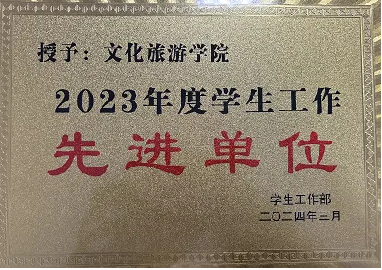 授予：文化旅游学院
2023年度学生工作
先进单位
学生工作部
二〇二四年三月